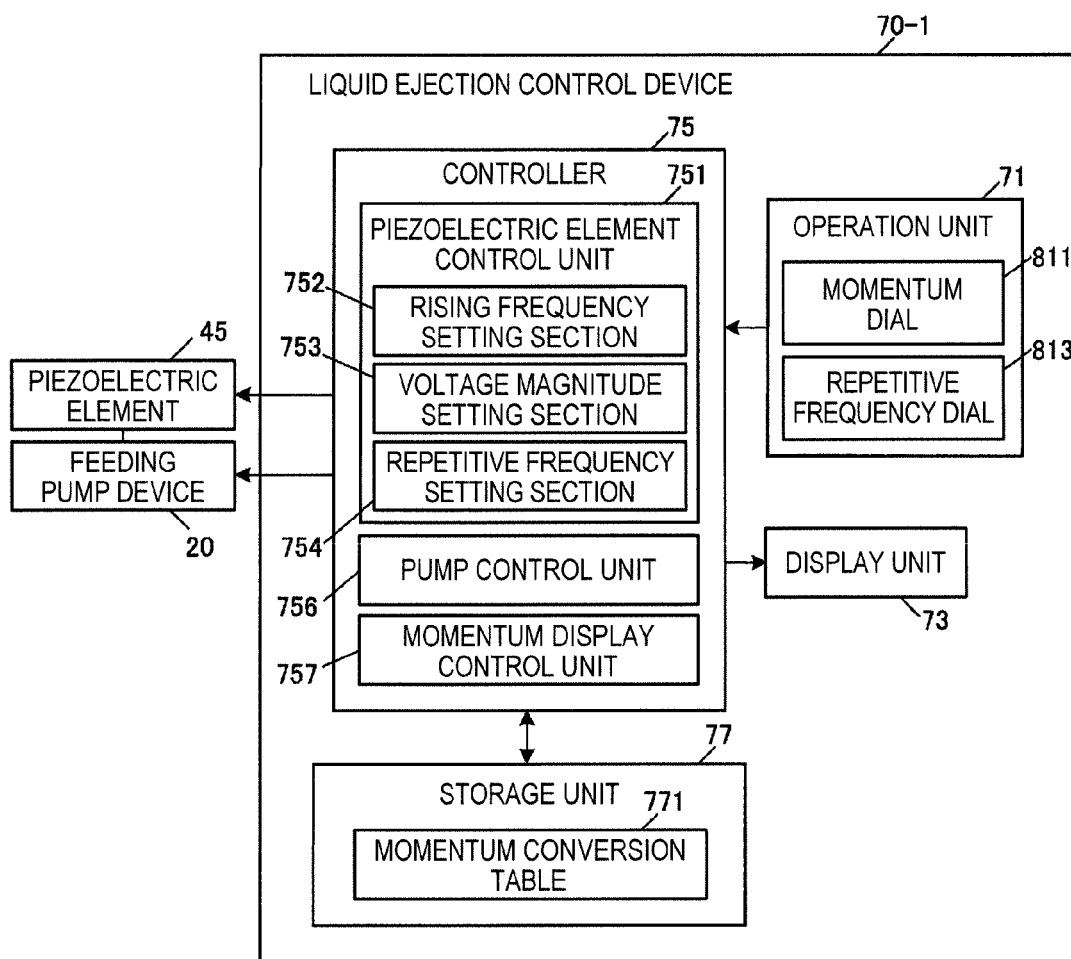 70-1
LIQUID EJECTION CONTROL DEVICE
75
CONTROLLER
751
PIEZOELECTRIC ELEMENT
CONTROL UNIT
752
RISING FREQUENCY
SETTING SECTION
753
VOLTAGE MAGNITUDE
SETTING SECTION
REPETITIVE FREQUENCY
SETTING SECTION
754
PUMP CONTROL UNIT
756
MOMENTUM DISPLAY
CONTROL UNIT
757
71
OPERATION UNIT
811
MOMENTUM
DIAL
813
REPETITIVE
FREQUENCY DIAL
45
PIEZOELECTRIC
ELEMENT
FEEDING
PUMP DEVICE
20
DISPLAY UNIT
73
77
STORAGE UNIT
771
MOMENTUM CONVERSION
TABLE